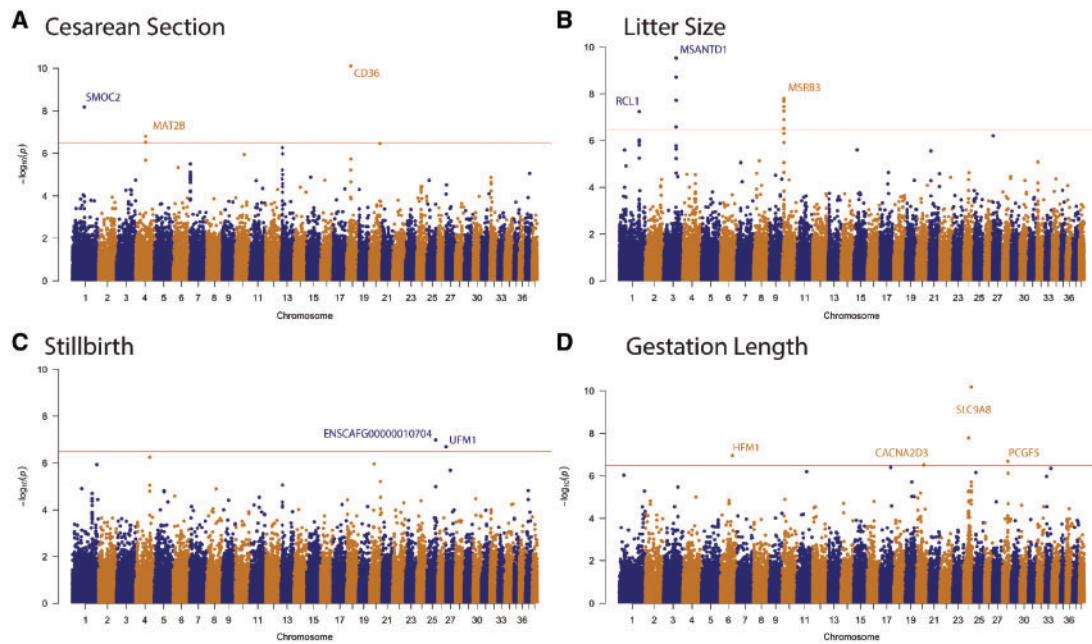 A Cesarean Section
10
8
6
4
2
0
-log10(p)
SMOC2
MAT2B
CD36
1 2 3 4 5 6 7 8 9 11 13 15 17 19 21 23 25 27 30 33 36
Chromosome
B Litter Size
10
8
6
4
2
0
-log10(p)
RCL1
MSANTD1
MSRB3
1 2 3 4 5 6 7 8 9 11 13 15 17 19 21 23 25 27 30 33 36
Chromosome
C Stillbirth
10
8
6
4
2
0
-log10(p)
ENSCAFG00000010704
UFM1
1 2 3 4 5 6 7 8 9 11 13 15 17 19 21 23 25 27 30 33 36
Chromosome
D Gestation Length
10
8
6
4
2
0
-log10(p)
HFM1
CACNA2D3
SLC9A8
PCGF5
1 2 3 4 5 6 7 8 9 11 13 15 17 19 21 23 25 27 30 33 36
Chromosome